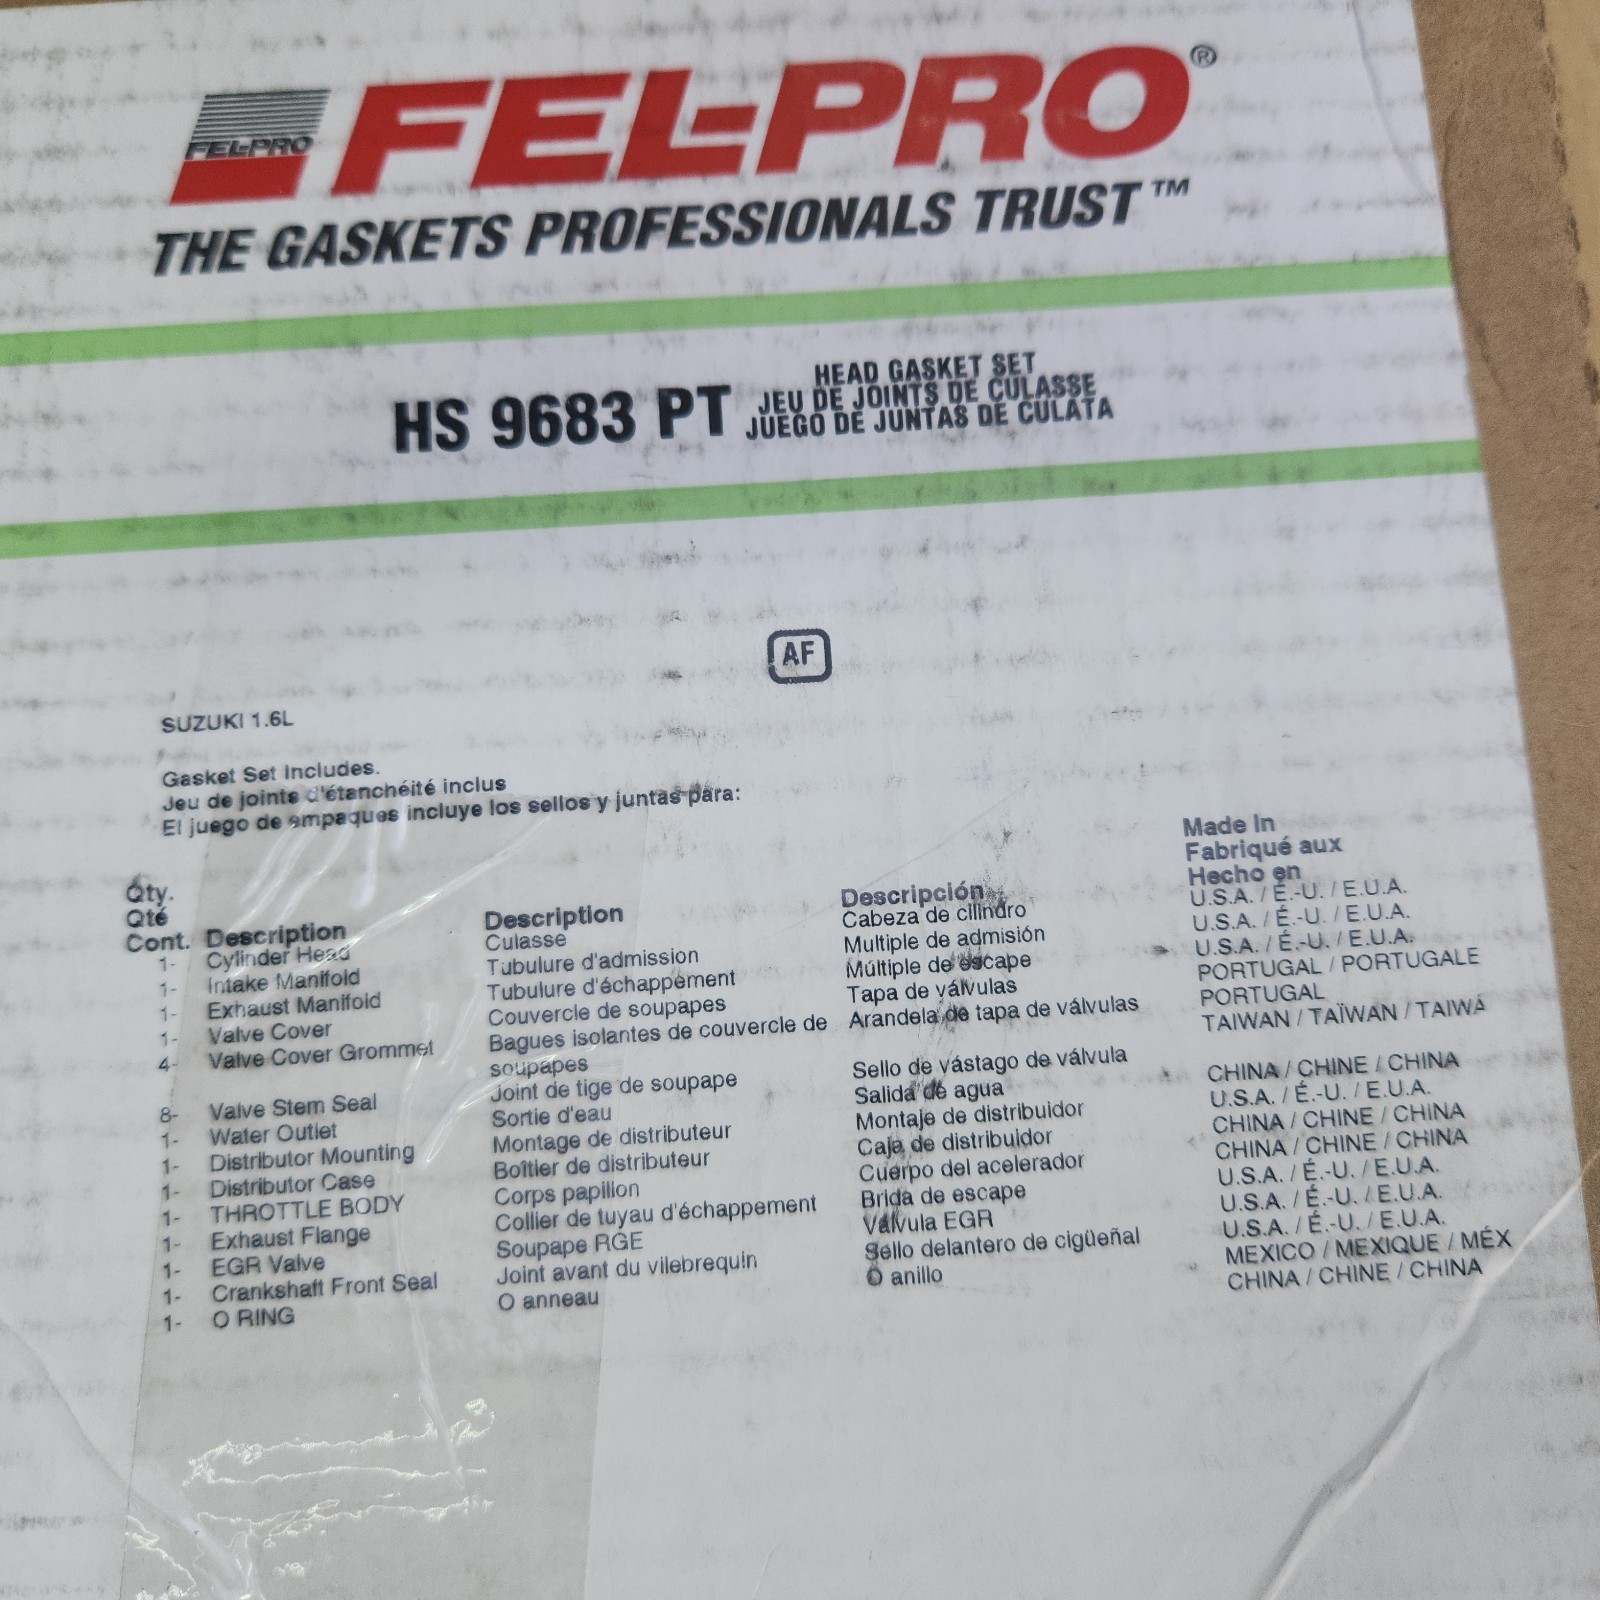 FEL-PRO
FEL-PRO®
THE GASKETS PROFESSIONALS TRUST™
HS 9683 PT
HEAD GASKET SET
JEU DE JOINTS DE CULASSE
JUEGO DE JUNTAS DE CULATA
AF
SUZUKI 1.6L
Gasket Set Includes.
Jeu de joints d'étanchéité inclus
El juego de empaques incluye los sellos y juntas para:
Made In
Fabriqué aux
Hecho en
Qty.
Qté
Cont. Description Description Descripción
1- Cylinder Head Culasse Cabeza de cilindro U.S.A. / É.-U. / E.U.A.
1- Intake Manifold Tubulure d'admission Multiple de admisión U.S.A. / É.-U. / E.U.A.
1- Exhaust Manifold Tubulure d'échappement Múltiple de escape U.S.A. / É.-U. / E.U.A.
1- Valve Cover Couvercle de soupapes Tapa de válvulas PORTUGAL / PORTUGALE
PORTUGAL
4- Valve Cover Grommet Bagues isolantes de couvercle de Arandela de tapa de válvulas TAIWAN / TAÏWAN / TAIWÁ
soupapes
8- Valve Stem Seal Joint de tige de soupape Sello de vástago de válvula CHINA / CHINE / CHINA
1- Water Outlet Sortie d'eau Salida de agua U.S.A. / É.-U. / E.U.A.
1- Distributor Mounting Montage de distributeur Montaje de distribuidor CHINA / CHINE / CHINA
1- Distributor Case Boîtier de distributeur Caja de distribuidor CHINA / CHINE / CHINA
1- THROTTLE BODY Corps papillon Cuerpo del acelerador U.S.A. / É.-U. / E.U.A.
1- Exhaust Flange Collier de tuyau d'échappement Brida de escape U.S.A. / É.-U. / E.U.A.
1- EGR Valve Soupape RGE Válvula EGR U.S.A. / É.-U. / E.U.A.
1- Crankshaft Front Seal Joint avant du vilebrequin Sello delantero de cigüeñal MEXICO / MEXIQUE / MÉX
1- O RING O anneau O anillo CHINA / CHINE / CHINA